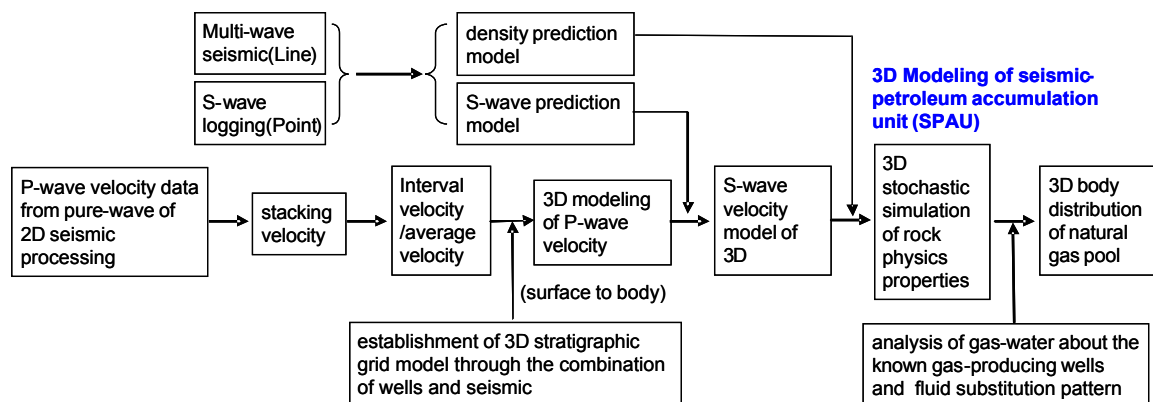 Multi-wave
seismic(Line)
S-wave
logging(Point)
density prediction
model
S-wave prediction
model
3D Modeling of seismic-
petroleum accumulation
unit (SPAU)
P-wave velocity data
from pure-wave of
2D seismic
processing
stacking
velocity
Interval
velocity
/average
velocity
3D modeling
of P-wave
velocity
S-wave
velocity
model of
3D
3D
stochastic
simulation
of rock
physics
properties
3D body
distribution
of natural
gas pool
(surface to body)
establishment of 3D stratigraphic
grid model through the combination
of wells and seismic
analysis of gas-water about the
known gas-producing wells
and fluid substitution pattern